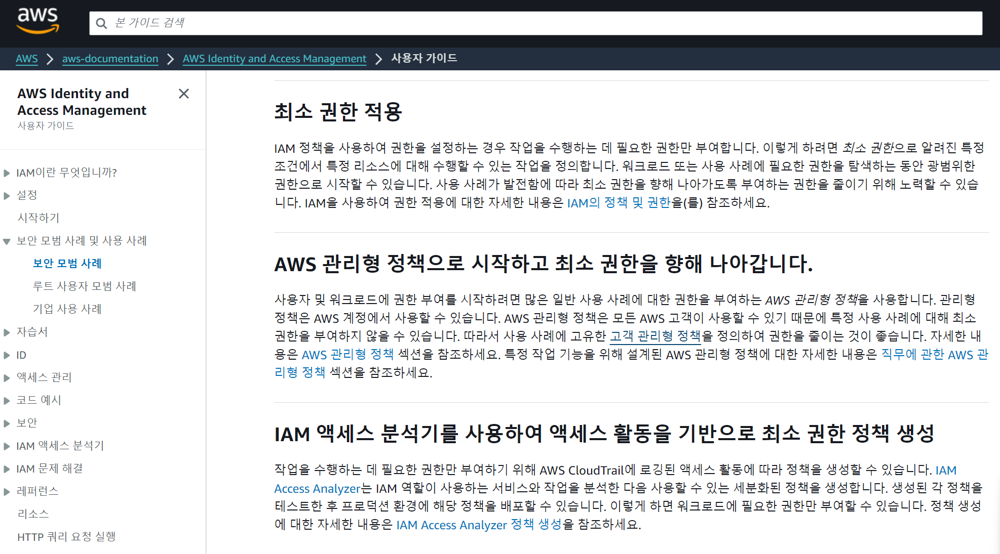 aws
본 가이드 검색
AWS > aws-documentation > AWS Identity and Access Management > 사용자 가이드
AWS Identity and
Access Management
사용자 가이드
IAM이란 무엇입니까?
설정
시작하기
보안 모범 사례 및 사용 사례
보안 모범 사례
루트 사용자 모범 사례
기업 사용 사례
자습서
ID
액세스 관리
코드 예시
보안
IAM 액세스 분석기
IAM 문제 해결
레퍼런스
리소스
HTTP 쿼리 요청 실행
최소 권한 적용
IAM 정책을 사용하여 권한을 설정하는 경우 작업을 수행하는 데 필요한 권한만 부여합니다. 이렇게 하려면 최소 권한으로 알려진 특정
조건에서 특정 리소스에 대해 수행할 수 있는 작업을 정의합니다. 워크로드 또는 사용 사례에 필요한 권한을 탐색하는 동안 광범위한
권한으로 시작할 수 있습니다. 사용 사례가 발전함에 따라 최소 권한을 향해 나아가도록 부여하는 권한을 줄이기 위해 노력할 수 있습
니다. IAM을 사용하여 권한 적용에 대한 자세한 내용은 IAM의 정책 및 권한을(를) 참조하세요.
AWS 관리형 정책으로 시작하고 최소 권한을 향해 나아갑니다.
사용자 및 워크로드에 권한 부여를 시작하려면 많은 일반 사용 사례에 대한 권한을 부여하는 AWS 관리형 정책을 사용합니다. 관리형
정책은 AWS 계정에서 사용할 수 있습니다. AWS 관리형 정책은 모든 AWS 고객이 사용할 수 있기 때문에 특정 사용 사례에 대해 최소
권한을 부여하지 않을 수 있습니다. 따라서 사용 사례에 고유한 고객 관리형 정책을 정의하여 권한을 줄이는 것이 좋습니다. 자세한 내
용은 AWS 관리형 정책 섹션을 참조하세요. 특정 작업 기능을 위해 설계된 AWS 관리형 정책에 대한 자세한 내용은 직무에 관한 AWS 관
리형 정책 섹션을 참조하세요.
IAM 액세스 분석기를 사용하여 액세스 활동을 기반으로 최소 권한 정책 생성
작업을 수행하는 데 필요한 권한만 부여하기 위해 AWS CloudTrail에 로깅된 액세스 활동에 따라 정책을 생성할 수 있습니다. IAM
Access Analyzer는 IAM 역할이 사용하는 서비스와 작업을 분석한 다음 사용할 수 있는 세분화된 정책을 생성합니다. 생성된 각 정책을
테스트한 후 프로덕션 환경에 해당 정책을 배포할 수 있습니다. 이렇게 하면 워크로드에 필요한 권한만 부여할 수 있습니다. 정책 생성
에 대한 자세한 내용은 IAM Access Analyzer 정책 생성을 참조하세요.